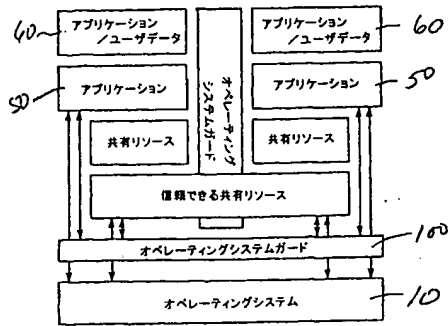 40
アプリケーション
／ユーザデータ
アプリケーション
／ユーザデータ
60
50
アプリケーション
オペレーティング
システムガード
アプリケーション
50
共有リソース
共有リソース
信頼できる共有リソース
オペレーティングシステムガード
100
オペレーティングシステム
10